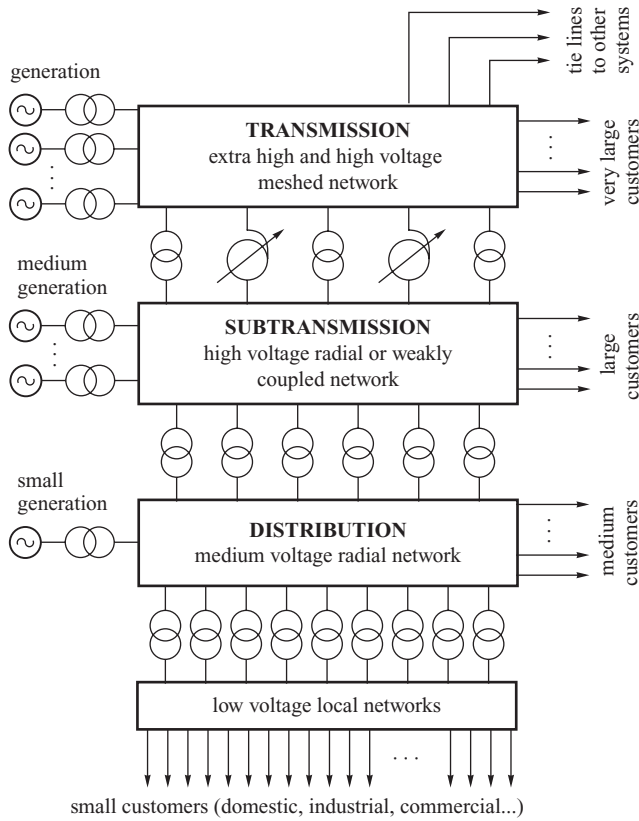 tie lines
to other
systems
generation
TRANSMISSION
extra high and high voltage
meshed network
very large
customers
medium
generation
SUBTRANSMISSION
high voltage radial or weakly
coupled network
large
customers
small
generation
DISTRIBUTION
medium voltage radial network
medium
customers
low voltage local networks
small customers (domestic, industrial, commercial...)